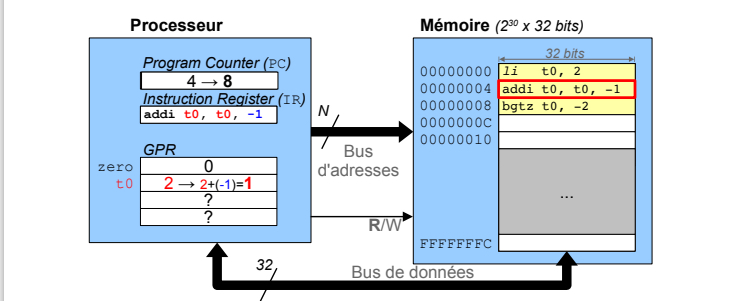 Processeur
Program Counter (PC)
4 → 8
Instruction Register (IR)
addi t0, t0, -1
GPR
zero 0
t0 2 → 2+(-1)=1
?
?
N
Bus
d'adresses
R/W
32
Bus de données
Mémoire (2³⁰ x 32 bits)
32 bits
00000000 li t0, 2
00000004 addi t0, t0, -1
00000008 bgtz t0, -2
0000000C
00000010
...
FFFFFFFC